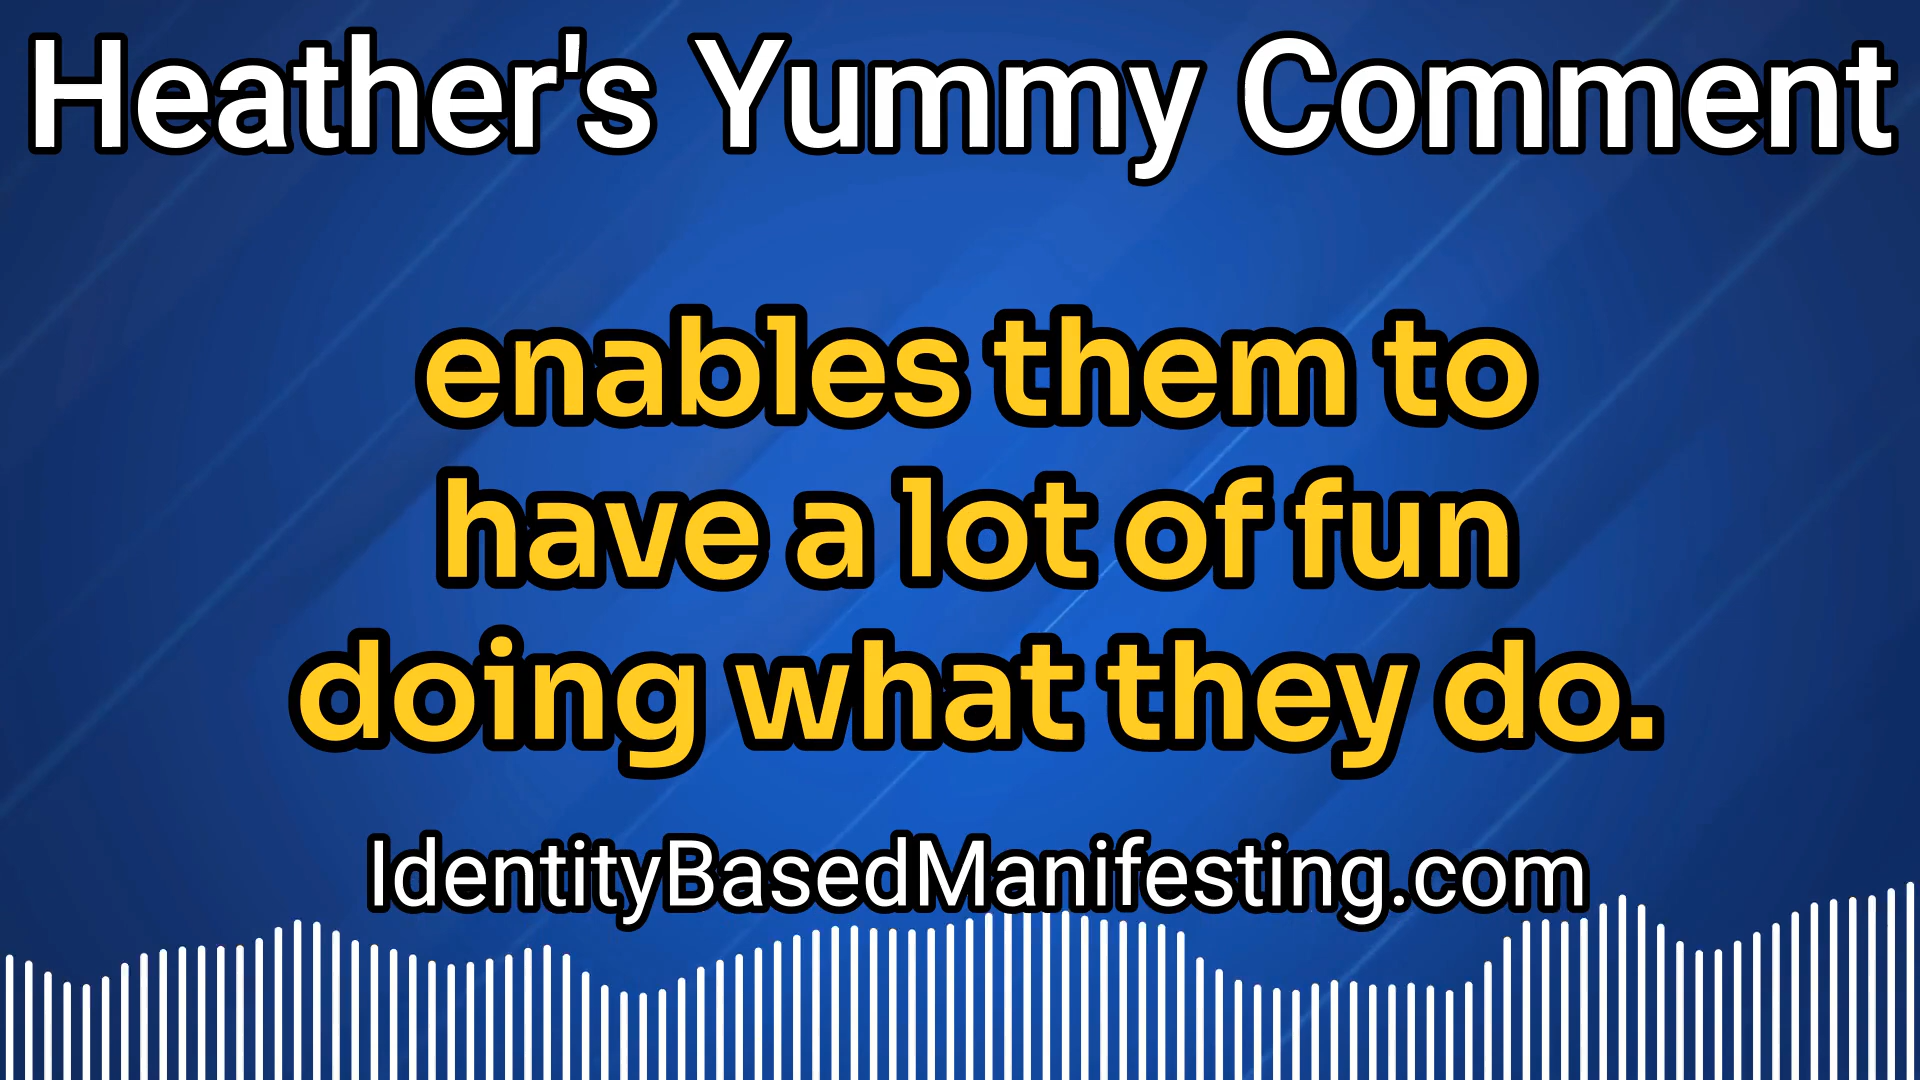 Heather's Yummy Comment
enables them to
have a lot of fun
doing what they do.
IdentityBasedManifesting.com